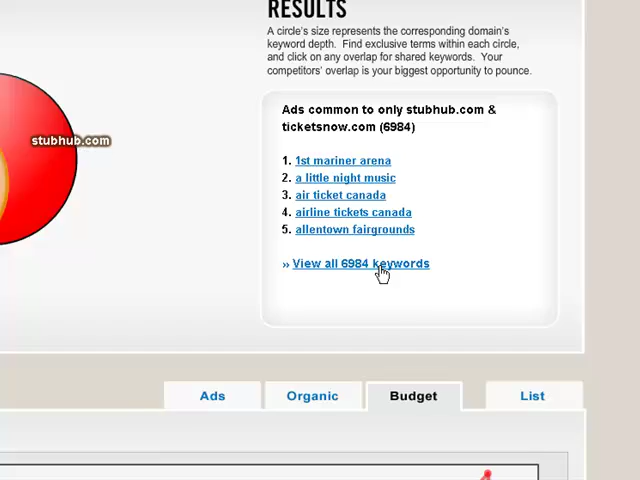 RESULTS
A circle's size represents the corresponding domain's
keyword depth. Find exclusive terms within each circle,
and click on any overlap for shared keywords. Your
competitors' overlap is your biggest opportunity to pounce.
stubhub.com
Ads common to only stubhub.com &
ticketsnow.com (6984)
1. 1st mariner arena
2. a little night music
3. air ticket canada
4. airline tickets canada
5. allentown fairgrounds
» View all 6984 keywords
Ads
Organic
Budget
List